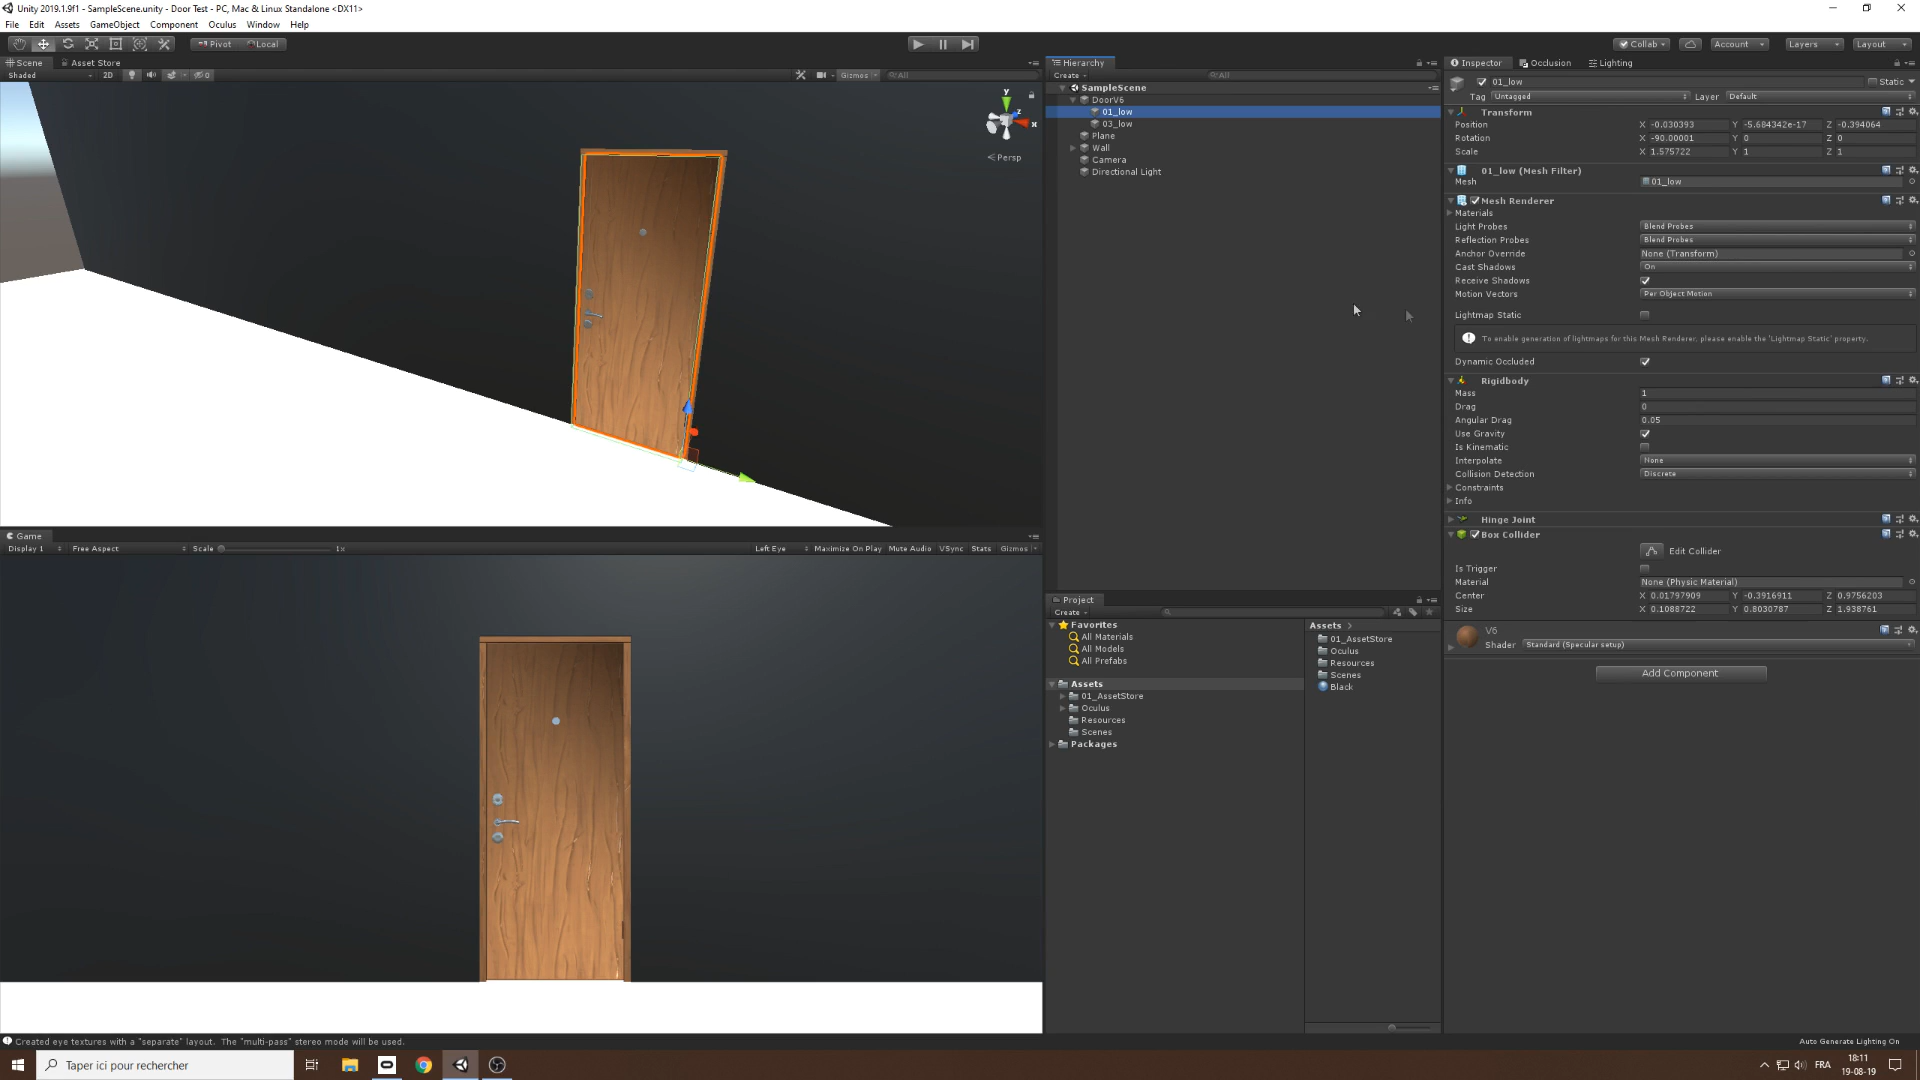 Unity 2019.1.9f1 - SampleScene.unity - Door Test - PC, Mac & Linux Standalone <DX11>
File Edit Assets GameObject Component Oculus Window Help
Pivot Local
Collab Account Layers Layout
Scene Asset Store
Shaded 2D 0 Gizmos All
y
x
z
Persp
Game
Display 1 Free Aspect Scale 1x Left Eye Maximize On Play Mute Audio VSync Stats Gizmos
Hierarchy
Create All
SampleScene
DoorV6
01_low
03_low
Plane
Wall
Camera
Directional Light
Project
Create
Favorites
All Materials
All Models
All Prefabs
Assets
01_AssetStore
Oculus
Resources
Scenes
Packages
Assets
01_AssetStore
Oculus
Resources
Scenes
Black
Inspector Occlusion Lighting
01_low Static
Tag Untagged Layer Default
Transform
Position X -0.030393 Y -5.684342e-17 Z -0.394064
Rotation X -90.00001 Y 0 Z 0
Scale X 1.575722 Y 1 Z 1
01_low (Mesh Filter)
Mesh 01_low
Mesh Renderer
Materials
Light Probes Blend Probes
Reflection Probes Blend Probes
Anchor Override None (Transform)
Cast Shadows On
Receive Shadows
Motion Vectors Per Object Motion
Lightmap Static
To enable generation of lightmaps for this Mesh Renderer, please enable the 'Lightmap Static' property.
Dynamic Occluded
Rigidbody
Mass 1
Drag 0
Angular Drag 0.05
Use Gravity
Is Kinematic
Interpolate None
Collision Detection Discrete
Constraints
Info
Hinge Joint
Box Collider
Edit Collider
Is Trigger
Material None (Physic Material)
Center X 0.01797909 Y -0.3916911 Z 0.9756203
Size X 0.1088722 Y 0.8030787 Z 1.938761
V6
Shader Standard (Specular setup)
Add Component
Created eye textures with a "separate" layout. The "multi-pass" stereo mode will be used.
Auto Generate Lighting On
Taper ici pour rechercher
FRA
18:11
19-08-19